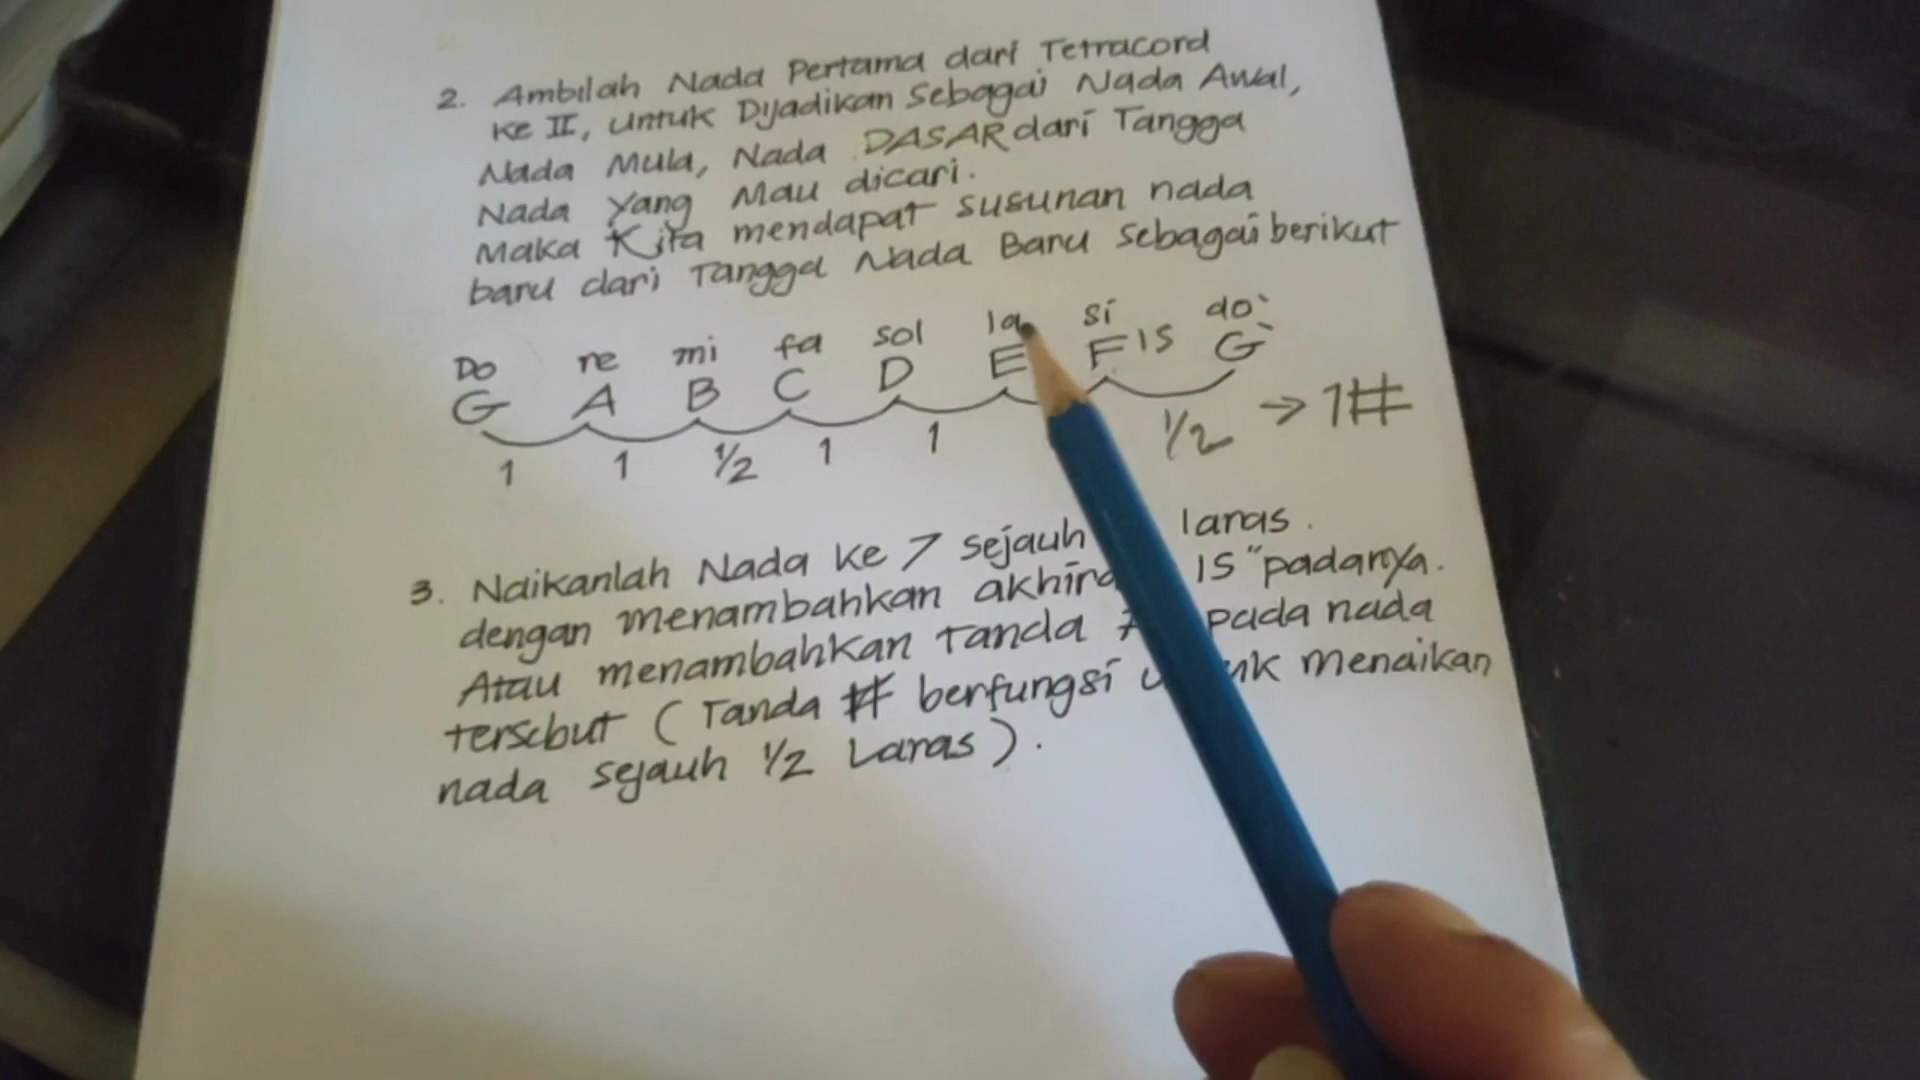 2. Ambilah Nada Pertama dari Tetracord
Ke II, untuk Dijadikan Sebagai Nada Awal,
Nada Mula, Nada DASAR dari Tangga
Nada Yang Mau dicari.
Maka Kita mendapat susunan nada
baru dari Tangga Nada Baru Sebagai berikut
Do re mi fa sol la si do
G A B C D E FIS G
1 1 1/2 1 1 1/2 → 1#
3. Naikanlah Nada Ke 7 sejauh laras.
dengan menambahkan IS" padanya.
Atau menambahkan Tanda pada nada
tersebut (Tanda # berfungsi menaikan
nada sejauh 1/2 Laras).